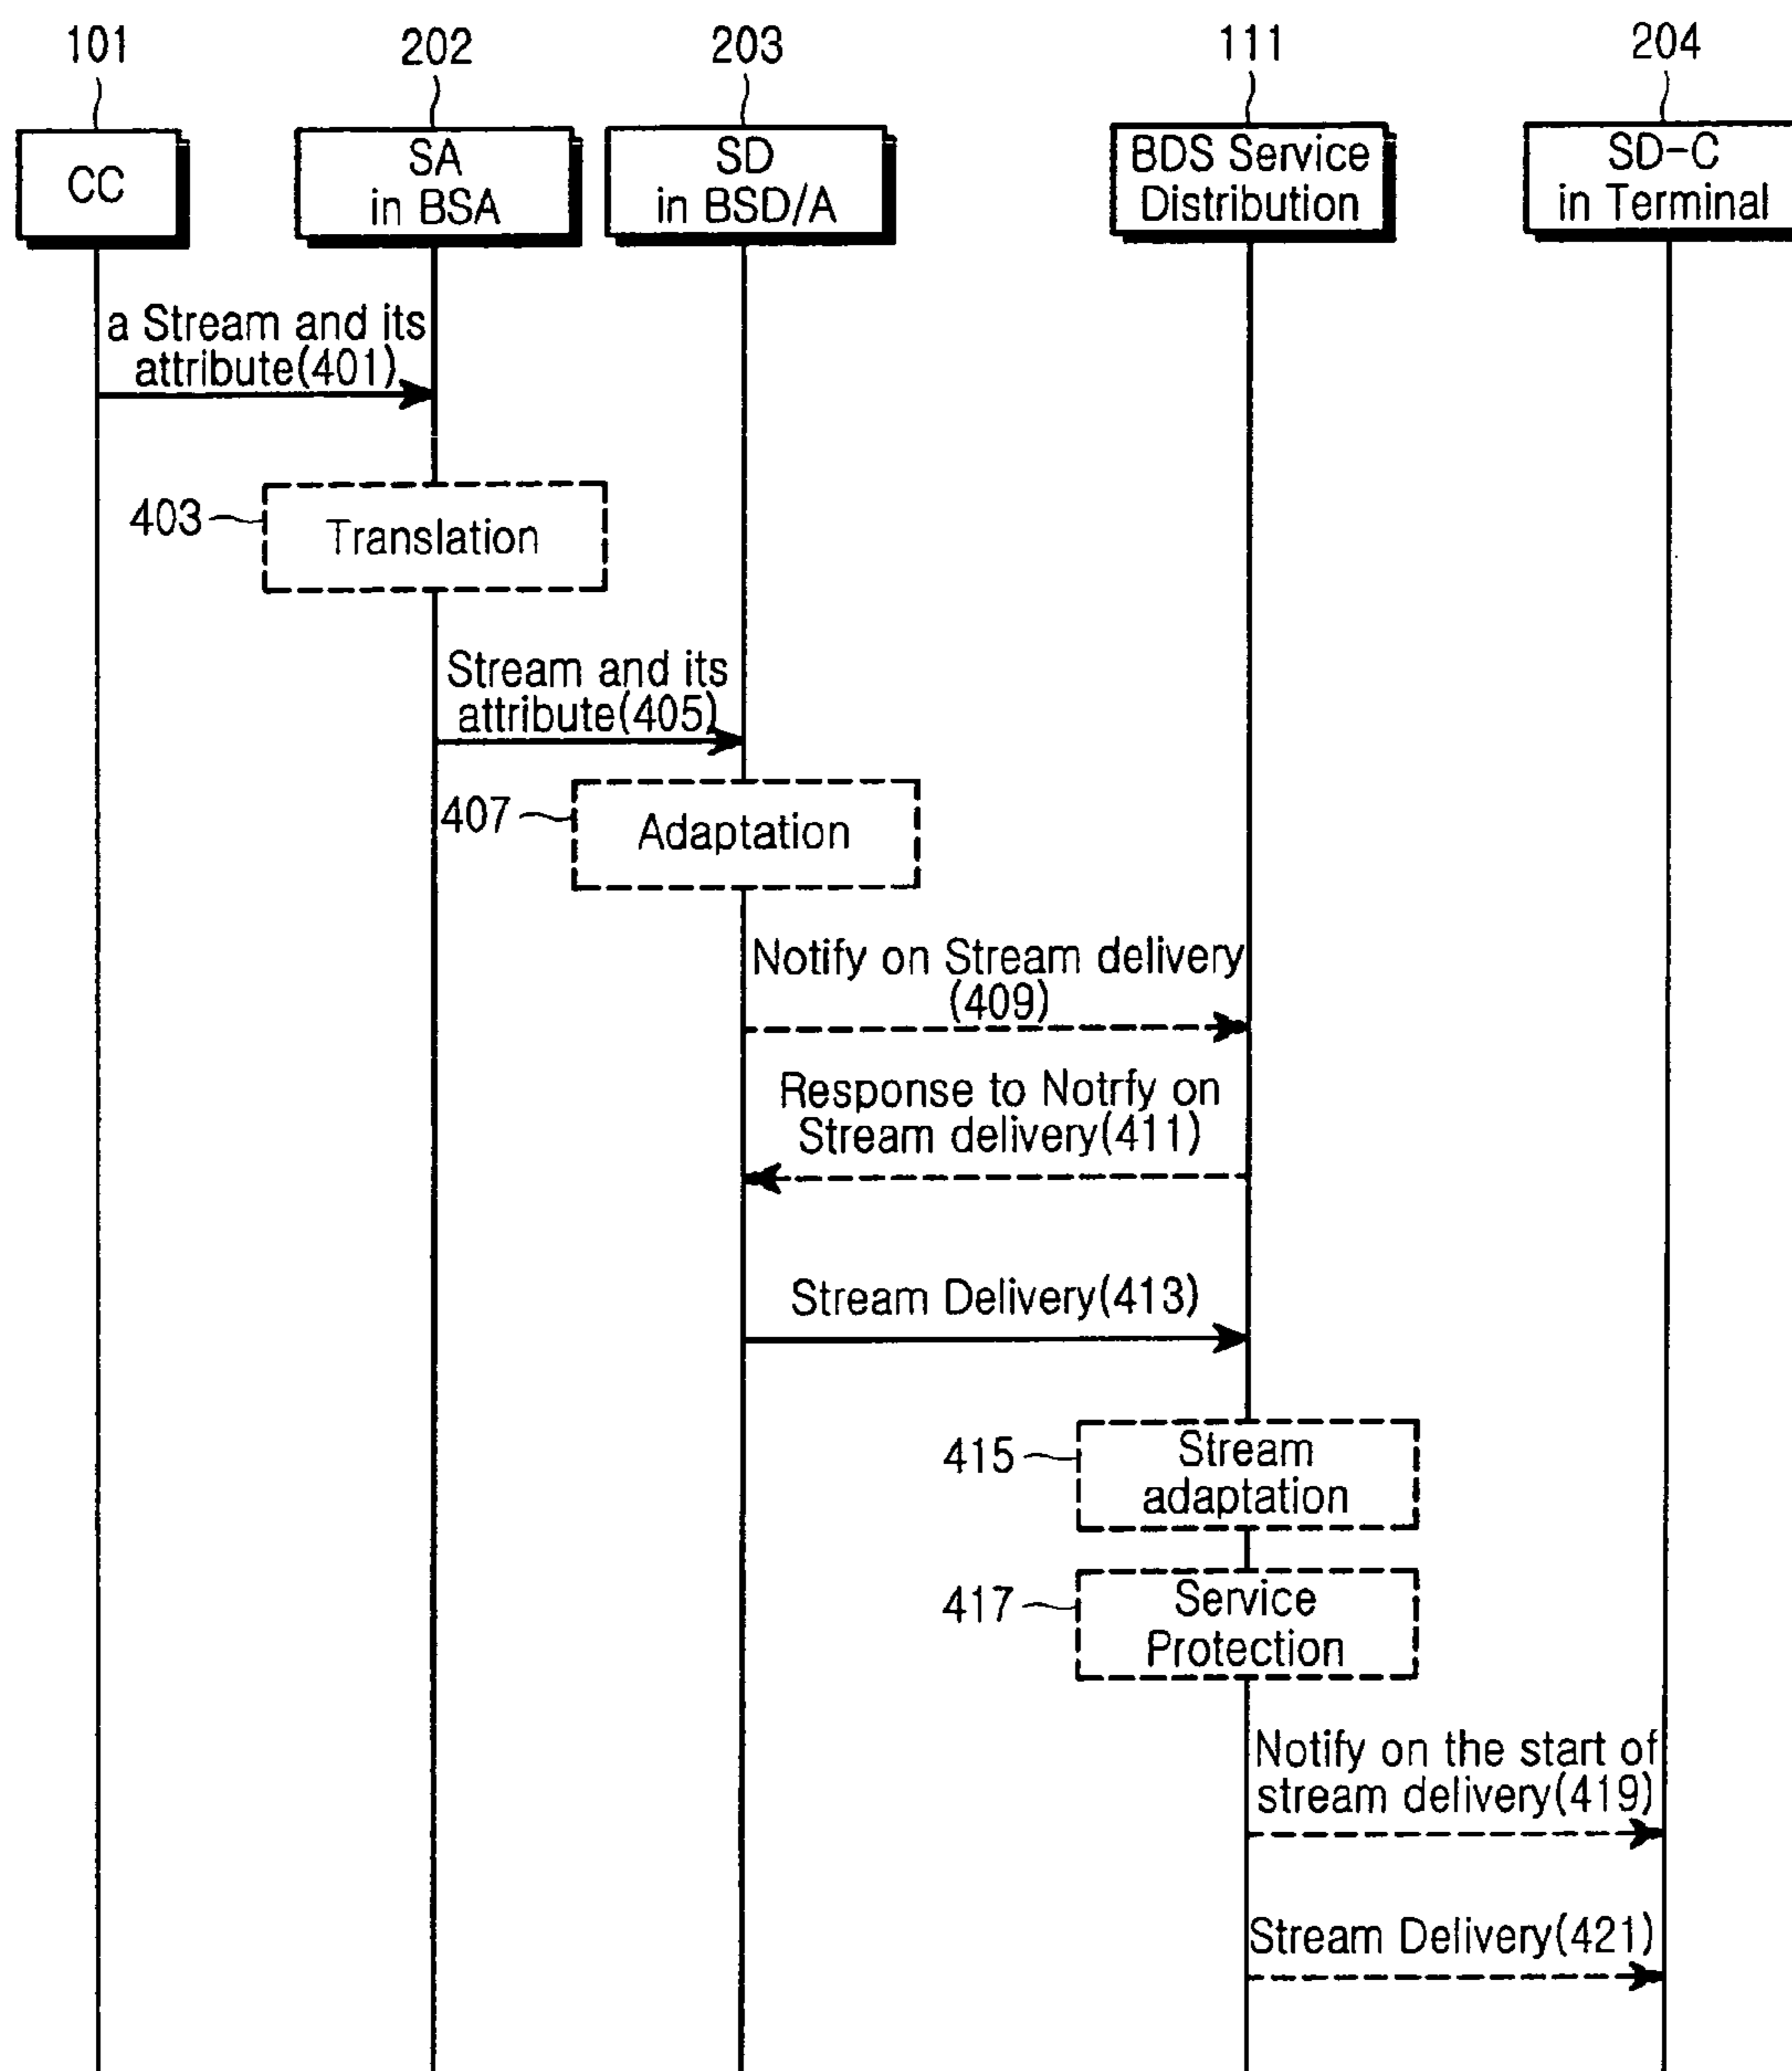 101
202
203
111
204
CC
SA
in BSA
SD
in BSD/A
BDS Service
Distribution
SD-C
in Terminal
a Stream and its
attribute(401)
403
Translation
Stream and its
attribute(405)
407
Adaptation
Notify on Stream delivery
(409)
Response to Notrfy on
Stream delivery(411)
Stream Delivery(413)
415
Stream
adaptation
417
Service
Protection
Notify on the start of
stream delivery(419)
Stream Delivery(421)